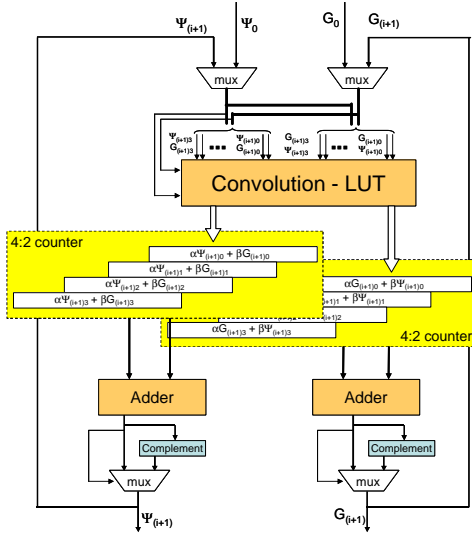 Ψ(i+1) Ψ0 G0 G(i+1)
mux mux
Ψ(i+1)3 Ψ(i+1)0 G(i+1)3 G(i+1)0
G(i+1)3 G(i+1)0 Ψ(i+1)3 Ψ(i+1)0
Convolution - LUT
4:2 counter
αΨ(i+1)0 + βG(i+1)0
αΨ(i+1)1 + βG(i+1)1
αΨ(i+1)2 + βG(i+1)2
αΨ(i+1)3 + βG(i+1)3
αG(i+1)0 + βΨ(i+1)0
+ βΨ(i+1)1
αG(i+1)3 + βΨ(i+1)3
4:2 counter
Adder Adder
Complement Complement
mux mux
Ψ(i+1) G(i+1)